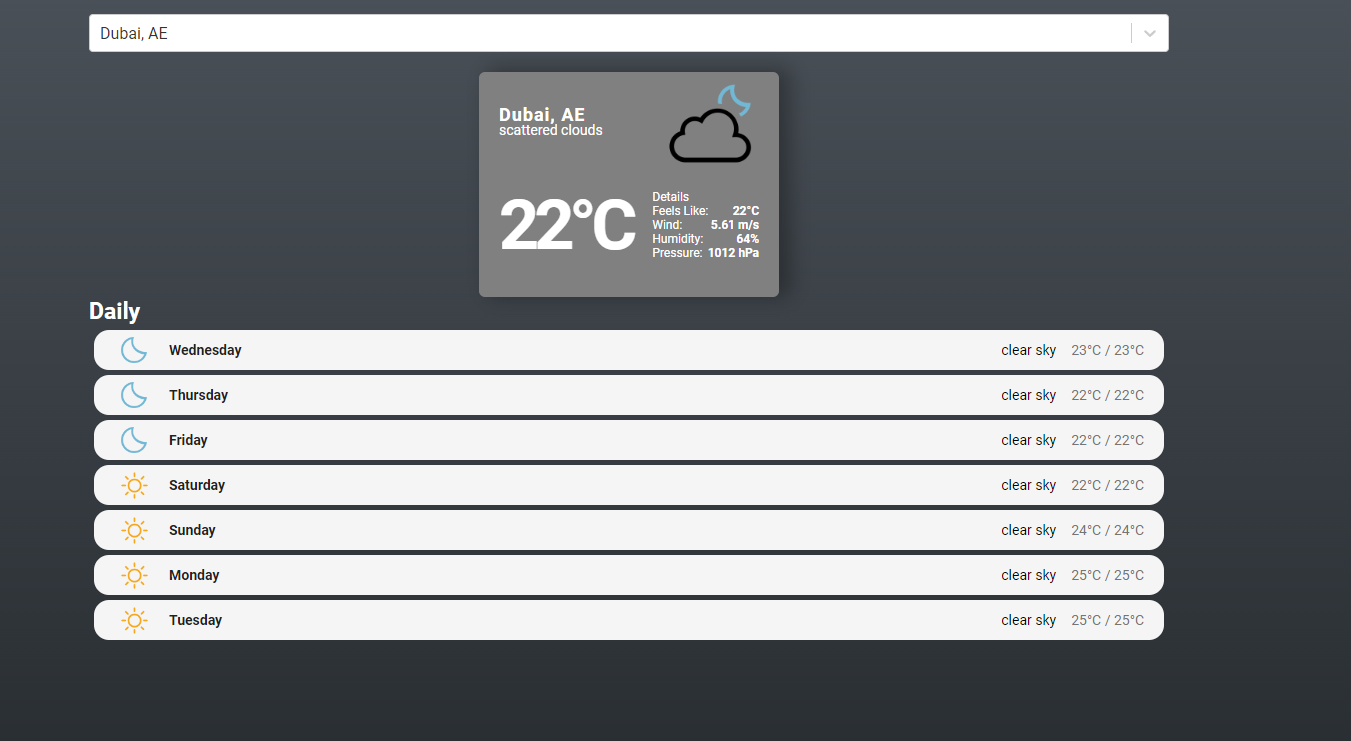 Dubai, AE
Dubai, AE
scattered clouds
22°C
Details
Feels Like: 22°C
Wind: 5.61 m/s
Humidity: 64%
Pressure: 1012 hPa
Daily
Wednesday clear sky 23°C / 23°C
Thursday clear sky 22°C / 22°C
Friday clear sky 22°C / 22°C
Saturday clear sky 22°C / 22°C
Sunday clear sky 24°C / 24°C
Monday clear sky 25°C / 25°C
Tuesday clear sky 25°C / 25°C